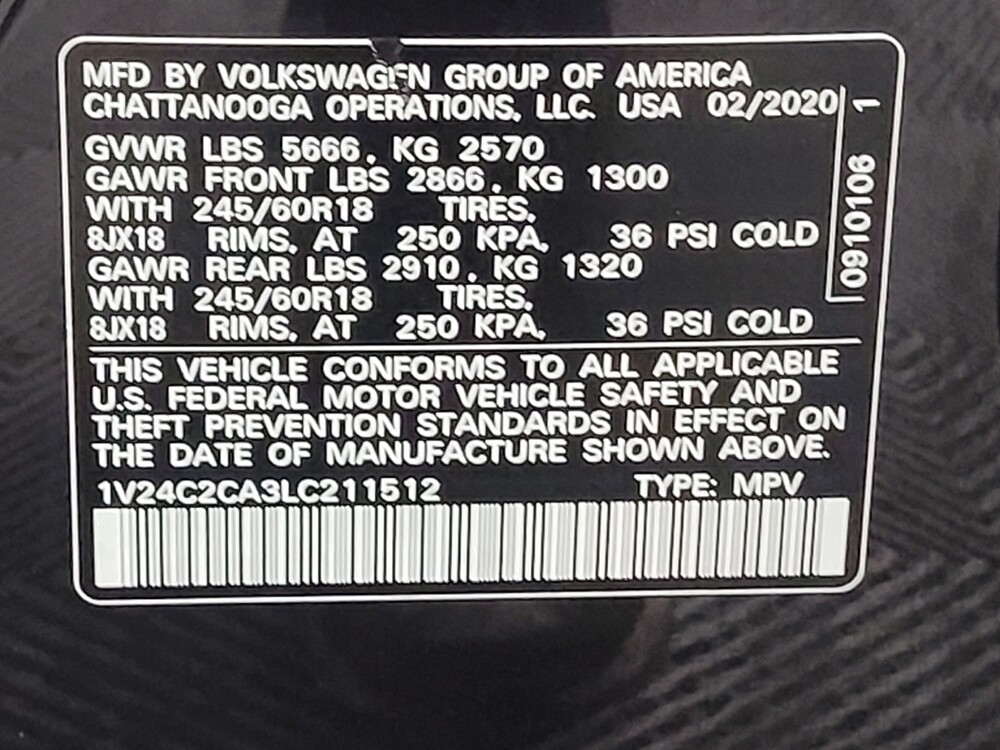 MFD BY VOLKSWAGEN GROUP OF AMERICA
CHATTANOOGA OPERATIONS, LLC. USA 02/2020
GVWR LBS 5666, KG 2570
GAWR FRONT LBS 2866, KG 1300
WITH 245/60R18 TIRES,
8JX18 RIMS, AT 250 KPA, 36 PSI COLD
GAWR REAR LBS 2910, KG 1320
WITH 245/60R18 TIRES,
8JX18 RIMS, AT 250 KPA, 36 PSI COLD
0910106 1
THIS VEHICLE CONFORMS TO ALL APPLICABLE
U.S. FEDERAL MOTOR VEHICLE SAFETY AND
THEFT PREVENTION STANDARDS IN EFFECT ON
THE DATE OF MANUFACTURE SHOWN ABOVE.
1V24C2CA3LC211512 TYPE: MPV